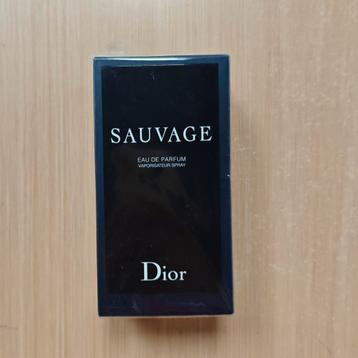 SAUVAGE
EAU DE PARFUM
VAPORISATEUR SPRAY
Dior